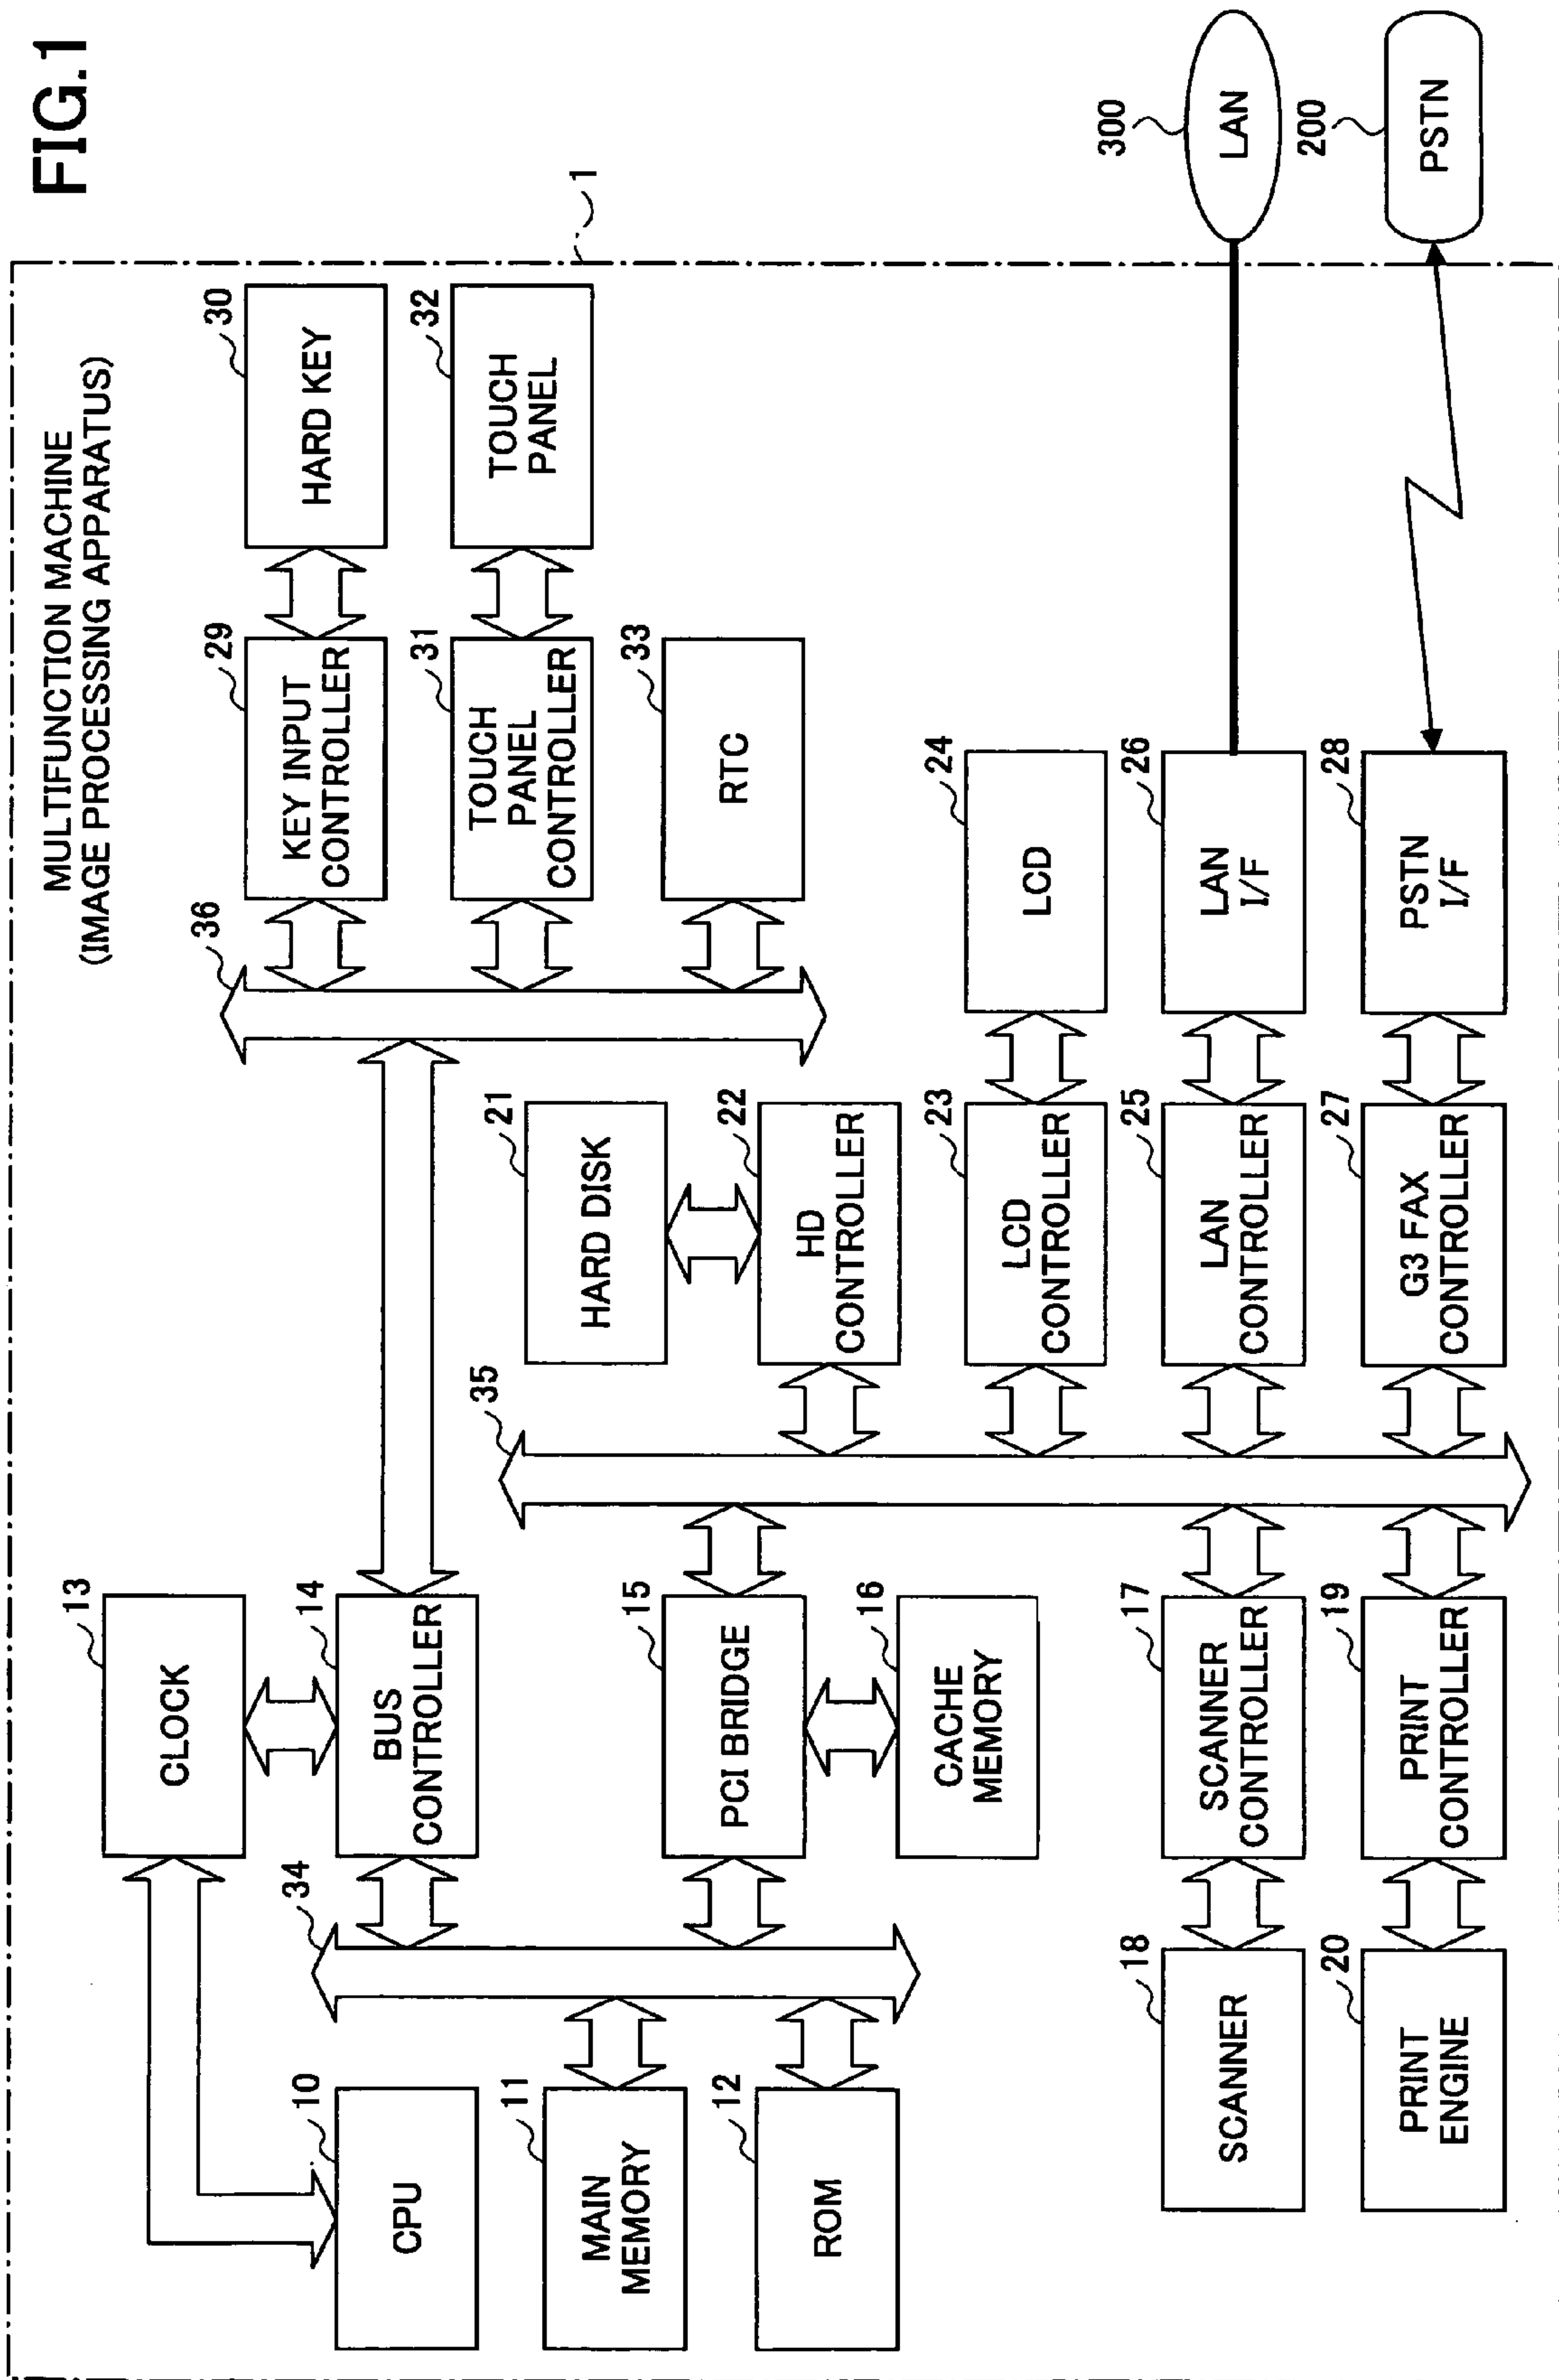 FIG.1
MULTIFUNCTION MACHINE
(IMAGE PROCESSING APPARATUS)
1
13
CLOCK
36
29
KEY INPUT
CONTROLLER
30
HARD KEY
10
CPU
34
14
BUS
CONTROLLER
31
TOUCH
PANEL
CONTROLLER
32
TOUCH
PANEL
11
MAIN
MEMORY
35
21
HARD DISK
33
RTC
12
ROM
15
PCI BRIDGE
22
HD
CONTROLLER
16
CACHE
MEMORY
23
LCD
CONTROLLER
24
LCD
18
SCANNER
17
SCANNER
CONTROLLER
25
LAN
CONTROLLER
26
LAN
I/F
300
LAN
20
PRINT
ENGINE
19
PRINT
CONTROLLER
27
G3 FAX
CONTROLLER
28
PSTN
I/F
200
PSTN